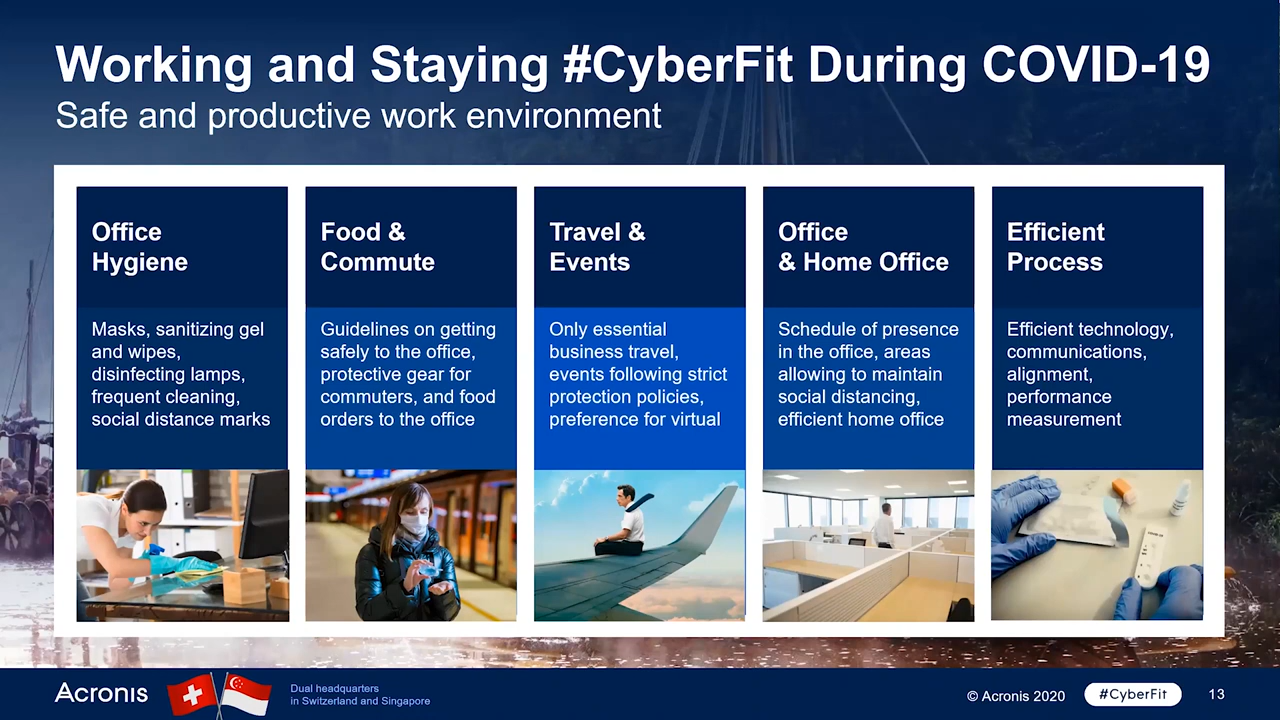 Working and Staying #CyberFit During COVID-19
Safe and productive work environment
Office
Hygiene
Masks, sanitizing gel
and wipes,
disinfecting lamps,
frequent cleaning,
social distance marks
Food &
Commute
Guidelines on getting
safely to the office,
protective gear for
commuters, and food
orders to the office
Travel &
Events
Only essential
business travel,
events following strict
protection policies,
preference for virtual
Office
& Home Office
Schedule of presence
in the office, areas
allowing to maintain
social distancing,
efficient home office
Efficient
Process
Efficient technology,
communications,
alignment,
performance
measurement
Acronis
Dual headquarters
in Switzerland and Singapore
© Acronis 2020
#CyberFit
13